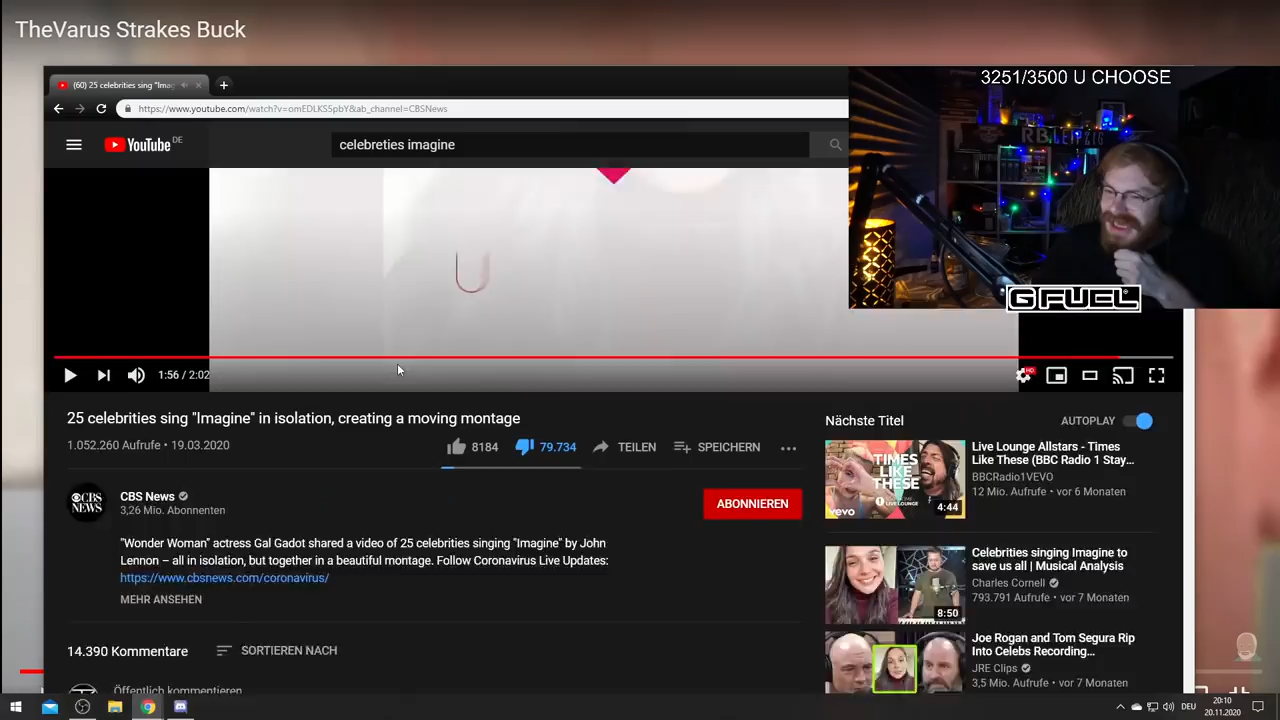 TheVarus Strakes Buck
3251/3500 U CHOOSE
(60) 25 celebrities sing "Imag
https://www.youtube.com/watch?v=omEDLKS5pbY&ab_channel=CBSNews
YouTube DE
celebreties imagine
RB LEIPZIG
G FUEL
1:56 / 2:02
HD
25 celebrities sing "Imagine" in isolation, creating a moving montage
1.052.260 Aufrufe • 19.03.2020
8184
79.734
TEILEN
SPEICHERN
CBS NEWS
CBS News
3,26 Mio. Abonnenten
ABONNIEREN
"Wonder Woman" actress Gal Gadot shared a video of 25 celebrities singing "Imagine" by John
Lennon – all in isolation, but together in a beautiful montage. Follow Coronavirus Live Updates:
https://www.cbsnews.com/coronavirus/
MEHR ANSEHEN
14.390 Kommentare
SORTIEREN NACH
Öffentlich kommentieren
Nächste Titel
AUTOPLAY
TIMES
LIKE
THESE
LIVE LOUNGE
vevo
4:44
Live Lounge Allstars - Times
Like These (BBC Radio 1 Stay...
BBCRadio1VEVO
12 Mio. Aufrufe • vor 6 Monaten
8:50
Celebrities singing Imagine to
save us all | Musical Analysis
Charles Cornell
793.791 Aufrufe • vor 7 Monaten
Joe Rogan and Tom Segura Rip
Into Celebs Recording...
JRE Clips
3,5 Mio. Aufrufe • vor 7 Monaten
DEU
20:10
20.11.2020